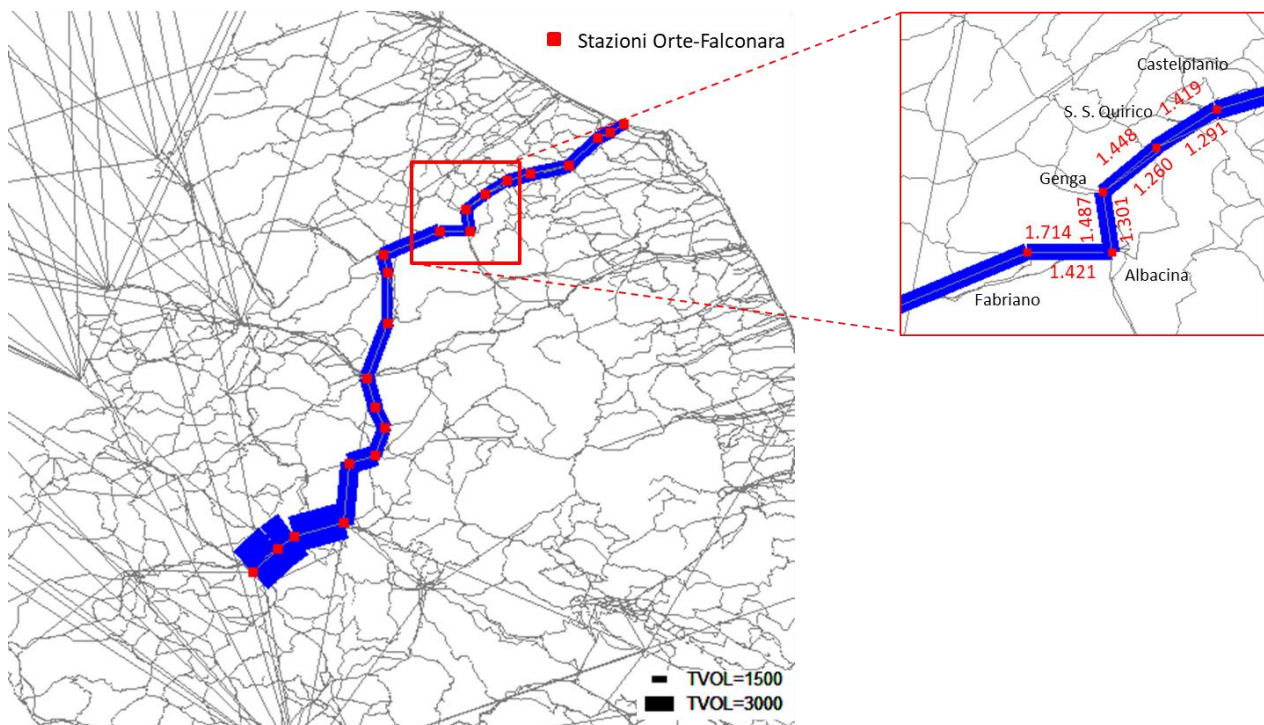 Stazioni Orte-Falconara
Castelplanio
1.419
S. S. Quirico
1.448
1.291
1.260
Genga
1.487
1.301
1.714
1.421
Albacina
Fabriano
TVOL=1500
TVOL=3000